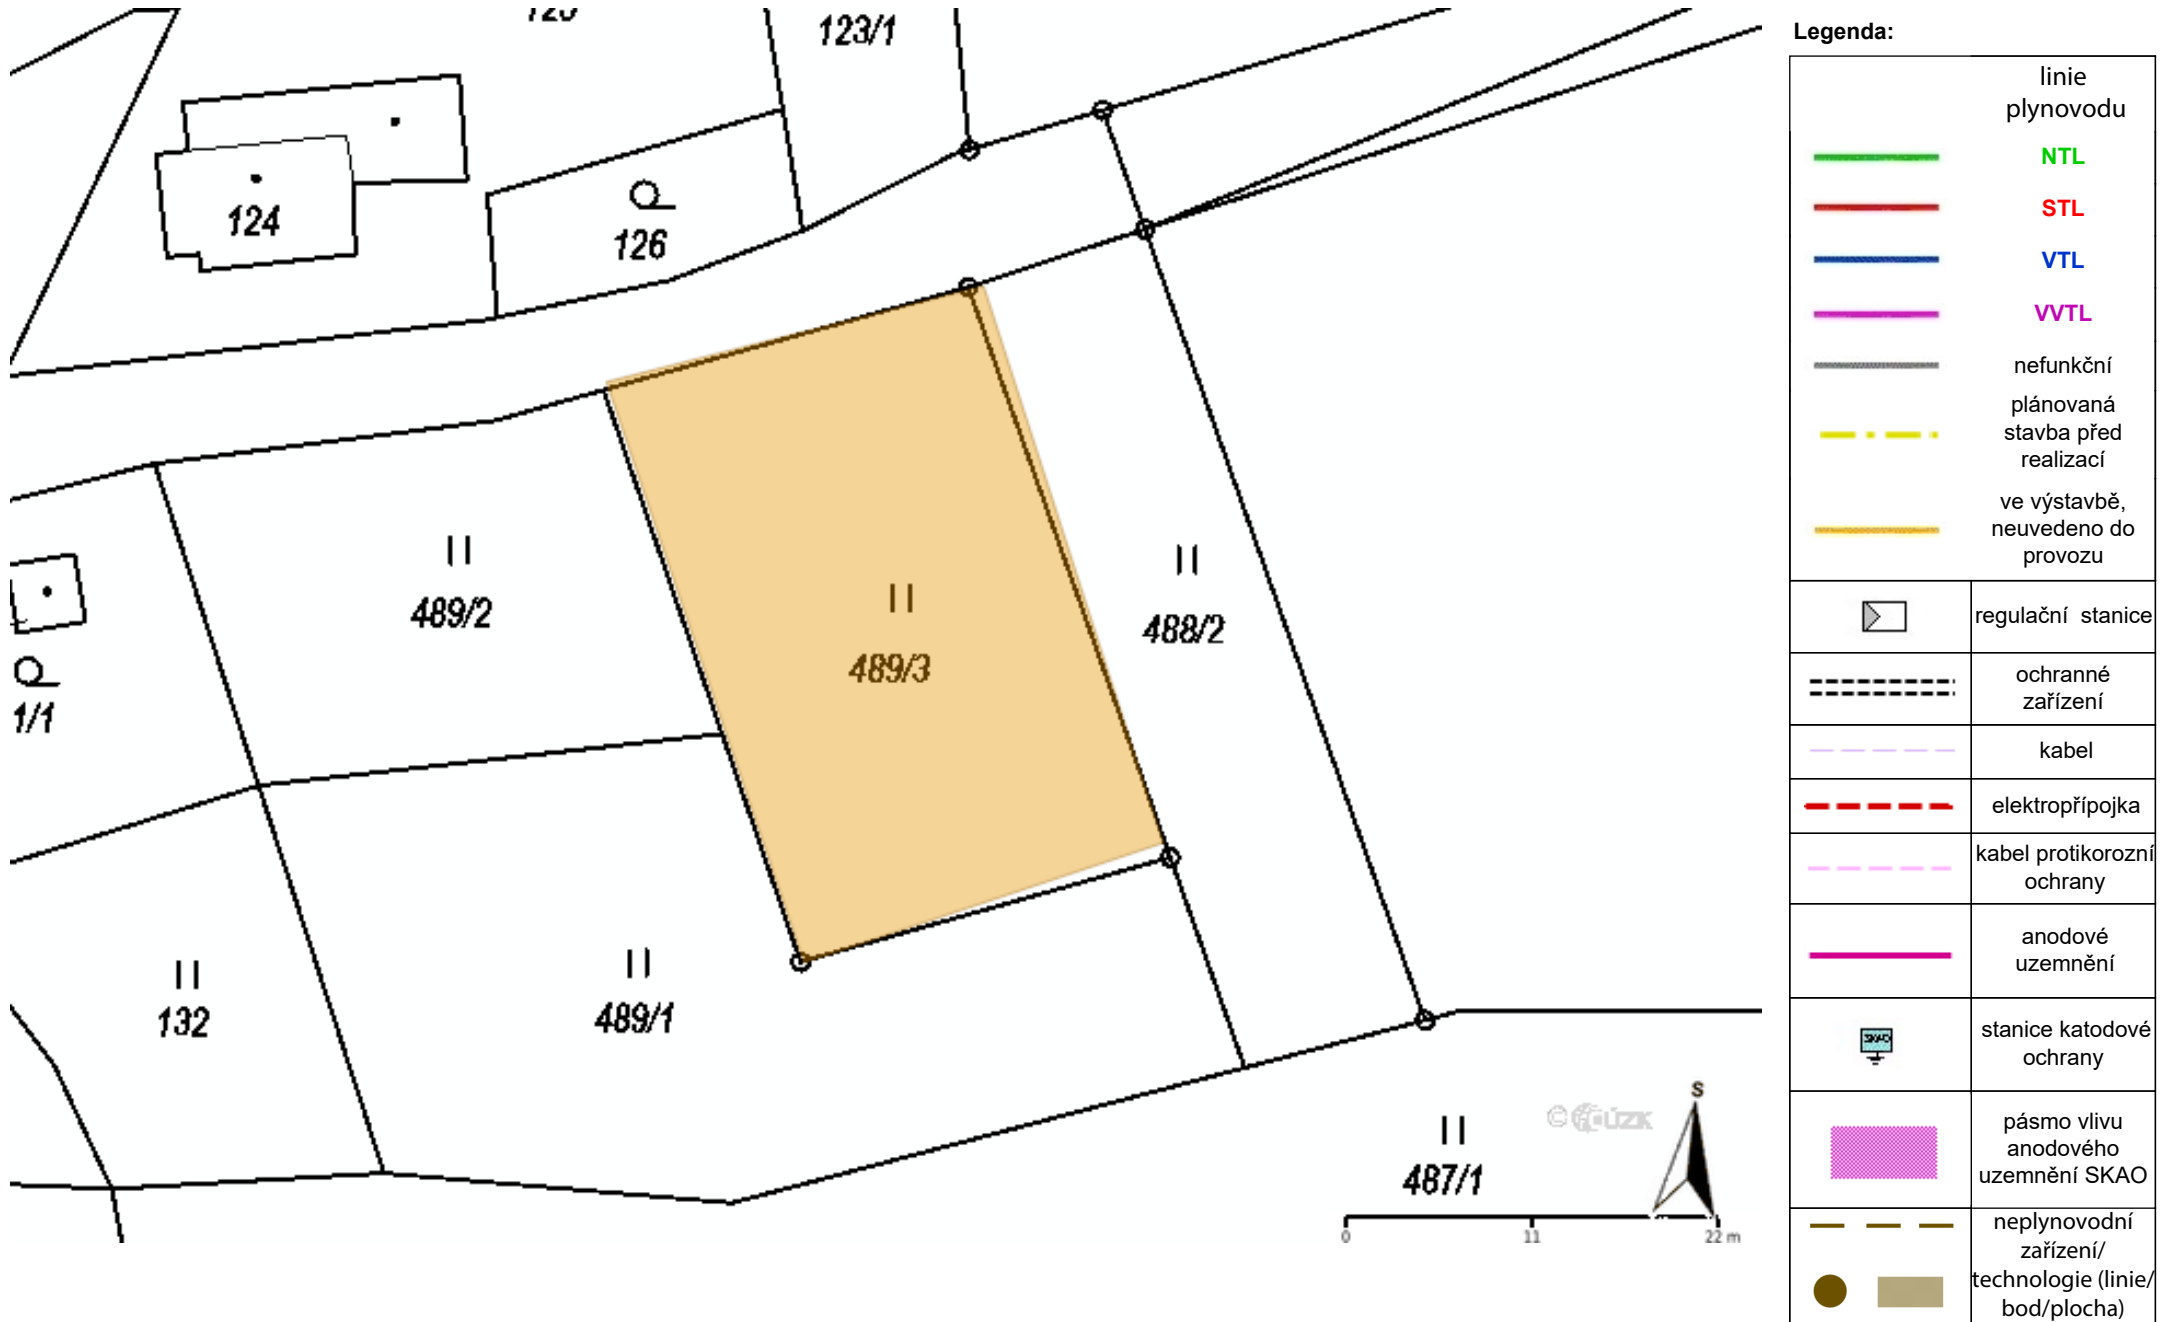 123/1
124
126
489/2
489/3
488/2
1/1
132
489/1
487/1
S
0
11
22 m
© ČÚZK
Legenda:
linie
plynovodu
NTL
STL
VTL
VVTL
nefunkční
plánovaná
stavba před
realizací
ve výstavbě,
neuvedeno do
provozu
regulační stanice
ochranné
zařízení
kabel
elektropřípojka
kabel protikorozní
ochrany
anodové
uzemnění
SKAO
stanice katodové
ochrany
pásmo vlivu
anodového
uzemnění SKAO
neplynovodní
zařízení/
technologie (linie/
bod/plocha)